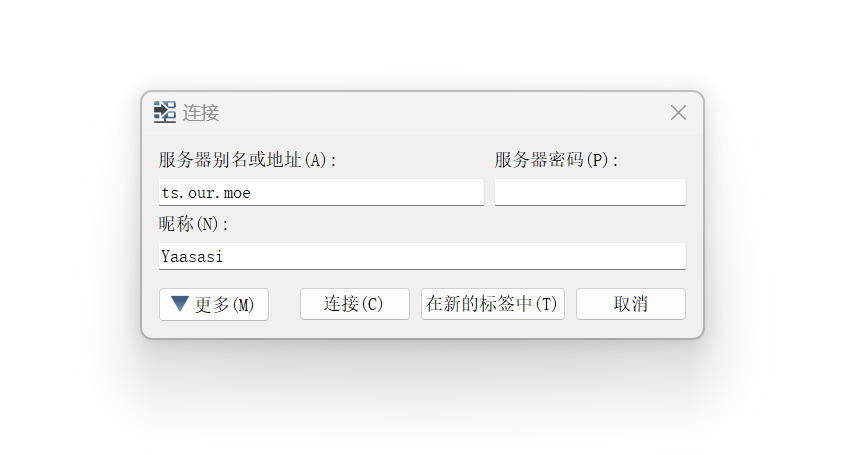 连接
服务器别名或地址(A): 服务器密码(P):
ts.our.moe
昵称(N):
Yaasasi
更多(M) 连接(C) 在新的标签中(T) 取消